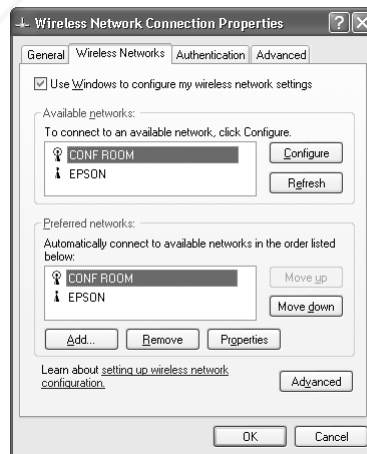 Wireless Network Connection Properties
General Wireless Networks Authentication Advanced
Use Windows to configure my wireless network settings
Available networks:
To connect to an available network, click Configure.
CONF ROOM
EPSON
Configure
Refresh
Preferred networks:
Automatically connect to available networks in the order listed
below:
CONF ROOM
EPSON
Move up
Move down
Add... Remove Properties
Learn about setting up wireless network
configuration.
Advanced
OK Cancel